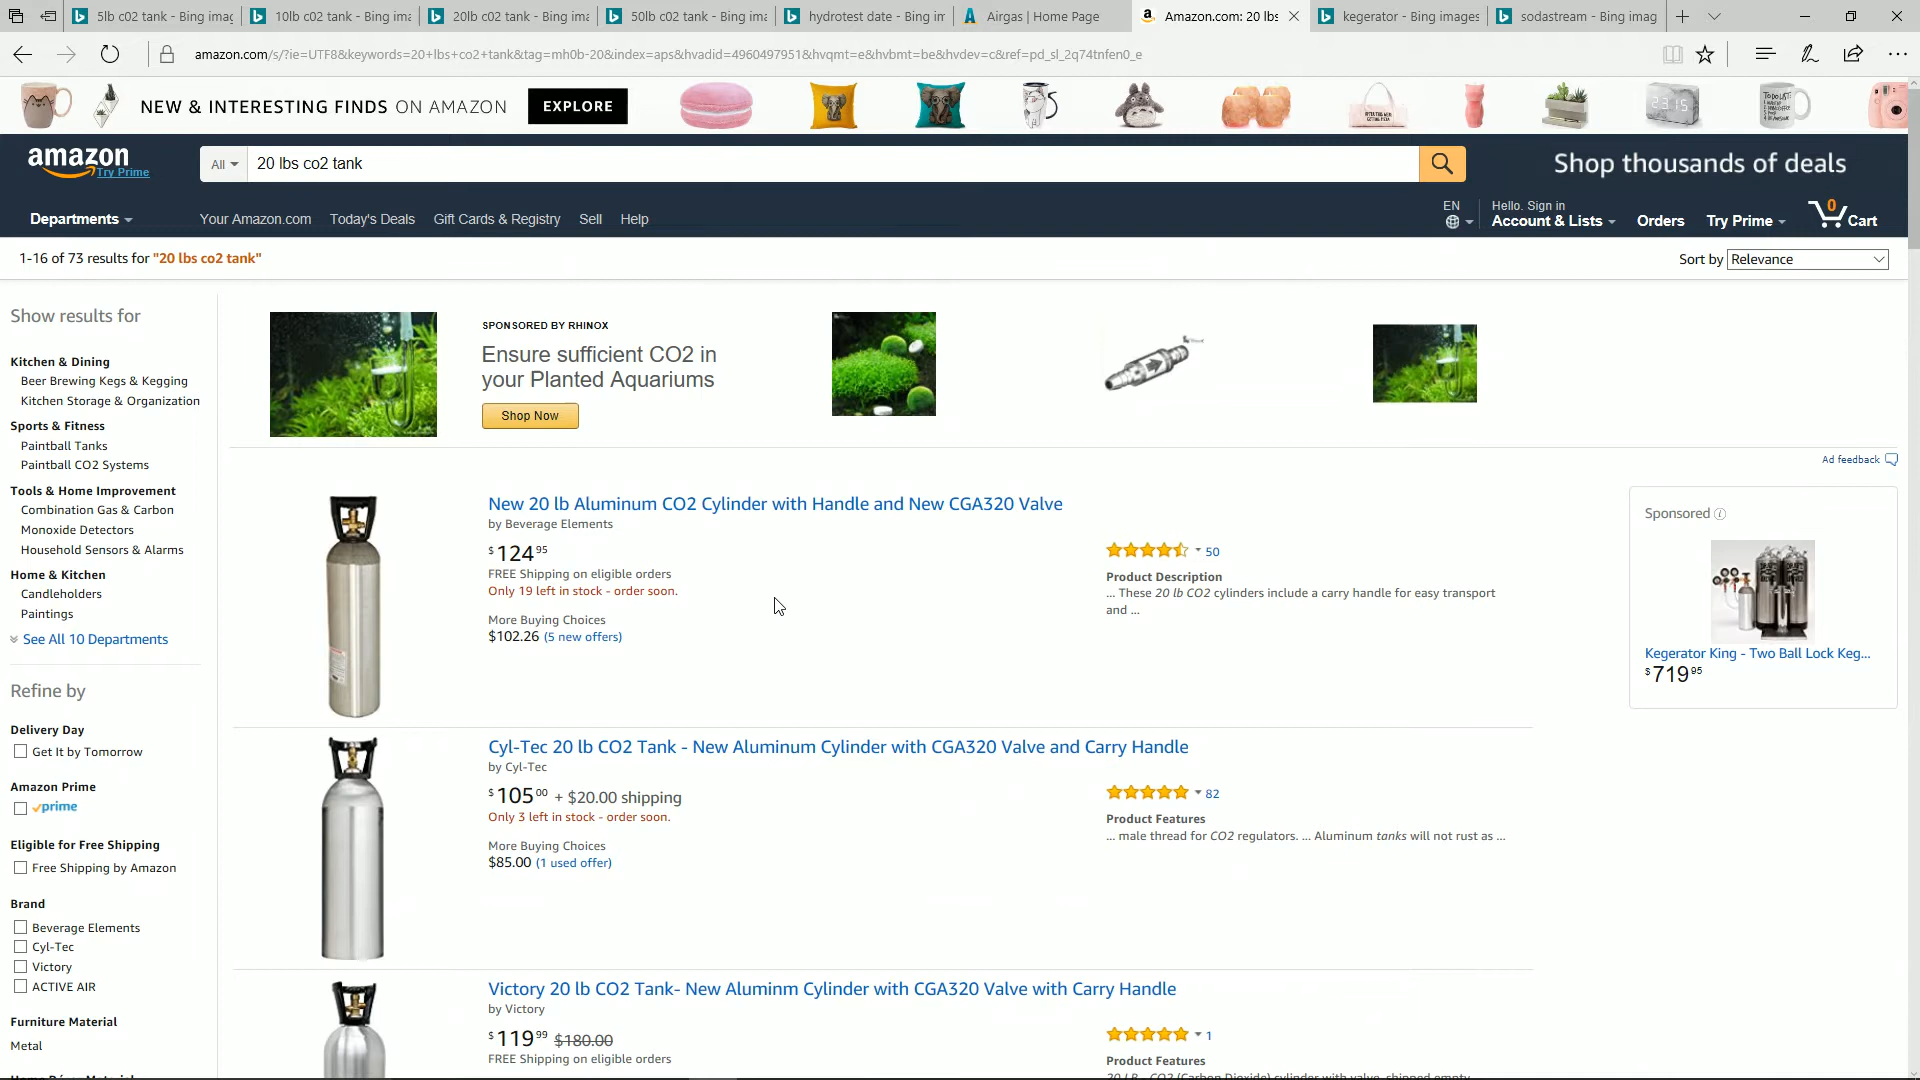 5lb c02 tank - Bing imag
10lb c02 tank - Bing ima
20lb c02 tank - Bing ima
50lb c02 tank - Bing ima
hydrotest date - Bing im
Airgas | Home Page
Amazon.com: 20 lbs
kegerator - Bing images
sodastream - Bing imag
amazon.com/s/?ie=UTF8&keywords=20+lbs+co2+tank&tag=mh0b-20&index=aps&hvadid=4960497951&hvqmt=e&hvbmt=be&hvdev=c&ref=pd_sl_2q74tnfen0_e
NEW & INTERESTING FINDS ON AMAZON
EXPLORE
TO DO LIST:
23:15
amazon
Try Prime
All
20 lbs co2 tank
Shop thousands of deals
Departments
Your Amazon.com
Today's Deals
Gift Cards & Registry
Sell
Help
EN
Hello. Sign in
Account & Lists
Orders
Try Prime
0
Cart
1-16 of 73 results for "20 lbs co2 tank"
Sort by Relevance
Show results for
Kitchen & Dining
Beer Brewing Kegs & Kegging
Kitchen Storage & Organization
Sports & Fitness
Paintball Tanks
Paintball CO2 Systems
Tools & Home Improvement
Combination Gas & Carbon
Monoxide Detectors
Household Sensors & Alarms
Home & Kitchen
Candleholders
Paintings
See All 10 Departments
Refine by
Delivery Day
Get It by Tomorrow
Amazon Prime
prime
Eligible for Free Shipping
Free Shipping by Amazon
Brand
Beverage Elements
Cyl-Tec
Victory
ACTIVE AIR
Furniture Material
Metal
SPONSORED BY RHINOX
Ensure sufficient CO2 in
your Planted Aquariums
Shop Now
Ad feedback
New 20 lb Aluminum CO2 Cylinder with Handle and New CGA320 Valve
by Beverage Elements
$124 95
FREE Shipping on eligible orders
Only 19 left in stock - order soon.
More Buying Choices
$102.26 (5 new offers)
50
Product Description
... These 20 lb CO2 cylinders include a carry handle for easy transport
and ...
Sponsored
Kegerator King - Two Ball Lock Keg...
$719 95
Cyl-Tec 20 lb CO2 Tank - New Aluminum Cylinder with CGA320 Valve and Carry Handle
by Cyl-Tec
$105 00 + $20.00 shipping
Only 3 left in stock - order soon.
More Buying Choices
$85.00 (1 used offer)
82
Product Features
... male thread for CO2 regulators. ... Aluminum tanks will not rust as ...
Victory 20 lb CO2 Tank- New Aluminm Cylinder with CGA320 Valve with Carry Handle
by Victory
$119 99 $180.00
FREE Shipping on eligible orders
1
Product Features
20 LB - CO2 (Carbon Dioxide) cylinder with valve, shipped empty